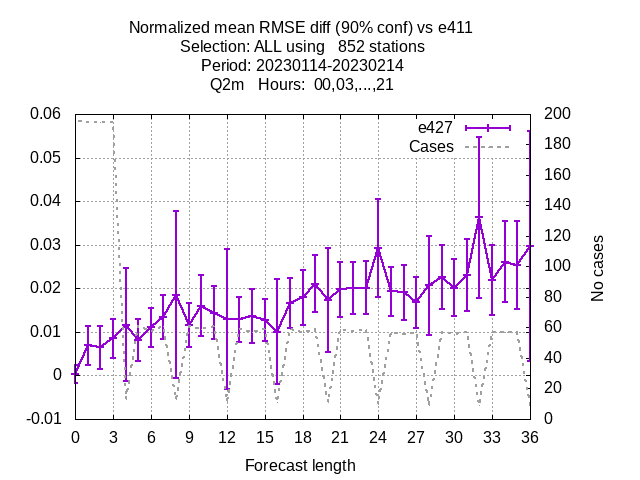 Normalized mean RMSE diff (90% conf) vs e411
Selection: ALL using   852 stations
Period: 20230114-20230214
Q2m   Hours:  00,03,...,21
e427
Cases
0.06
0.05
0.04
0.03
0.02
0.01
0
-0.01
200
180
160
140
120
100
80
60
40
20
0
No cases
0 3 6 9 12 15 18 21 24 27 30 33 36
Forecast length